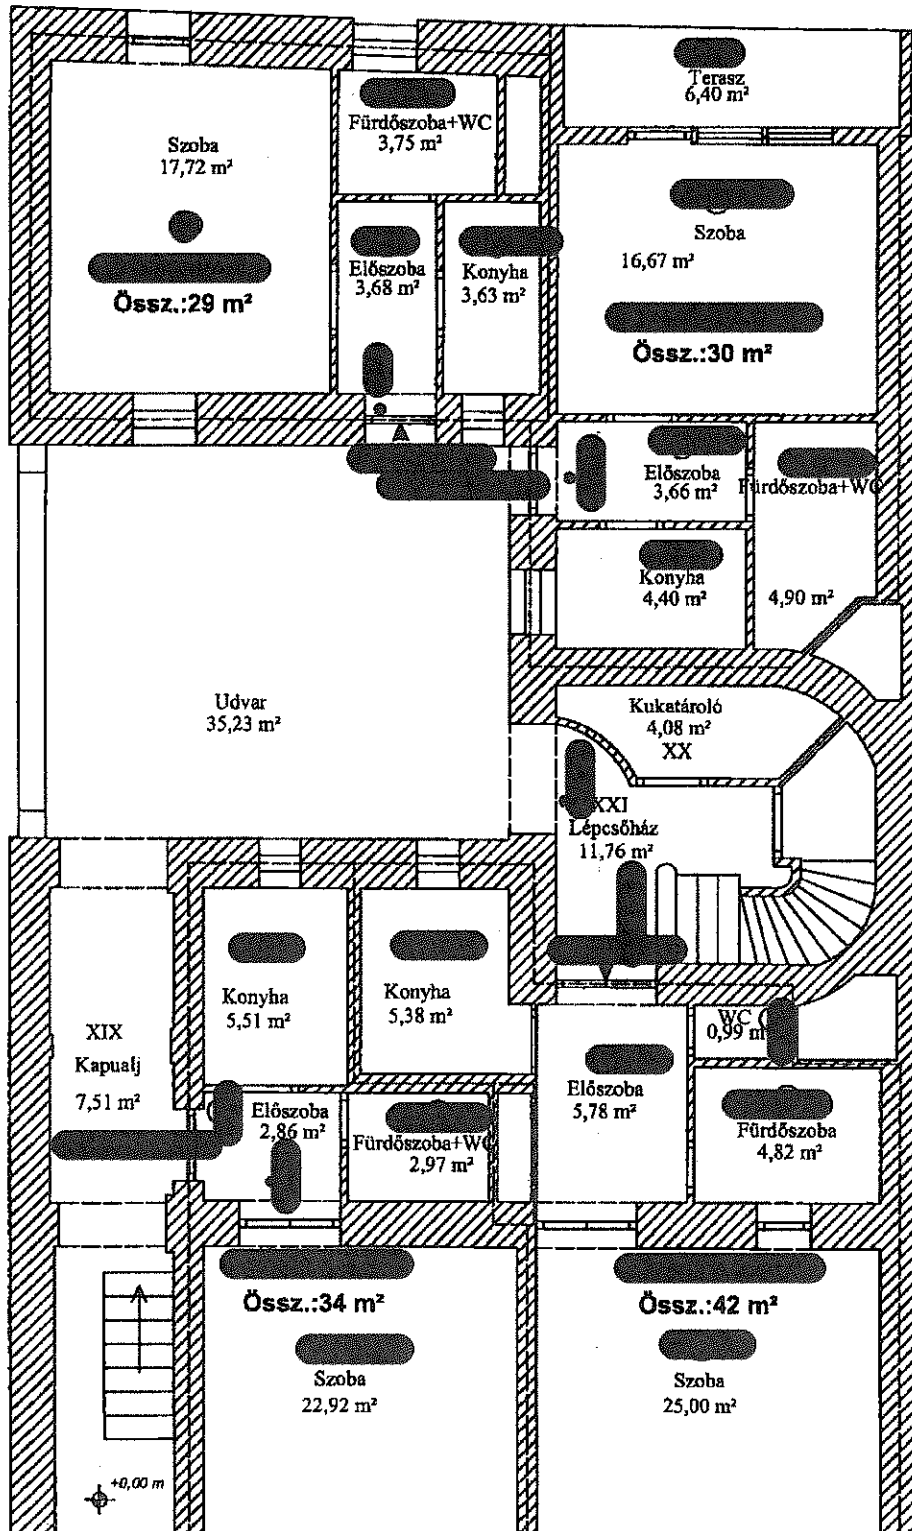 Terasz
6,40 m²
Fürdőszoba+WC
3,75 m²
Szoba
17,72 m²
Össz.:29 m²
Előszoba
3,68 m²
Konyha
3,63 m²
Szoba
16,67 m²
Össz.:30 m²
Előszoba
3,66 m²
Fürdőszoba+WC
4,90 m²
Konyha
4,40 m²
Udvar
35,23 m²
Kukatároló
4,08 m²
XX
XXI
Lépcsőház
11,76 m²
Konyha
5,51 m²
Konyha
5,38 m²
XIX
Kapualj
7,51 m²
WC
0,99 m
Előszoba
5,78 m²
Előszoba
2,86 m²
Fürdőszoba+WC
2,97 m²
Fürdőszoba
4,82 m²
Össz.:34 m²
Szoba
22,92 m²
Össz.:42 m²
Szoba
25,00 m²
+0,00 m